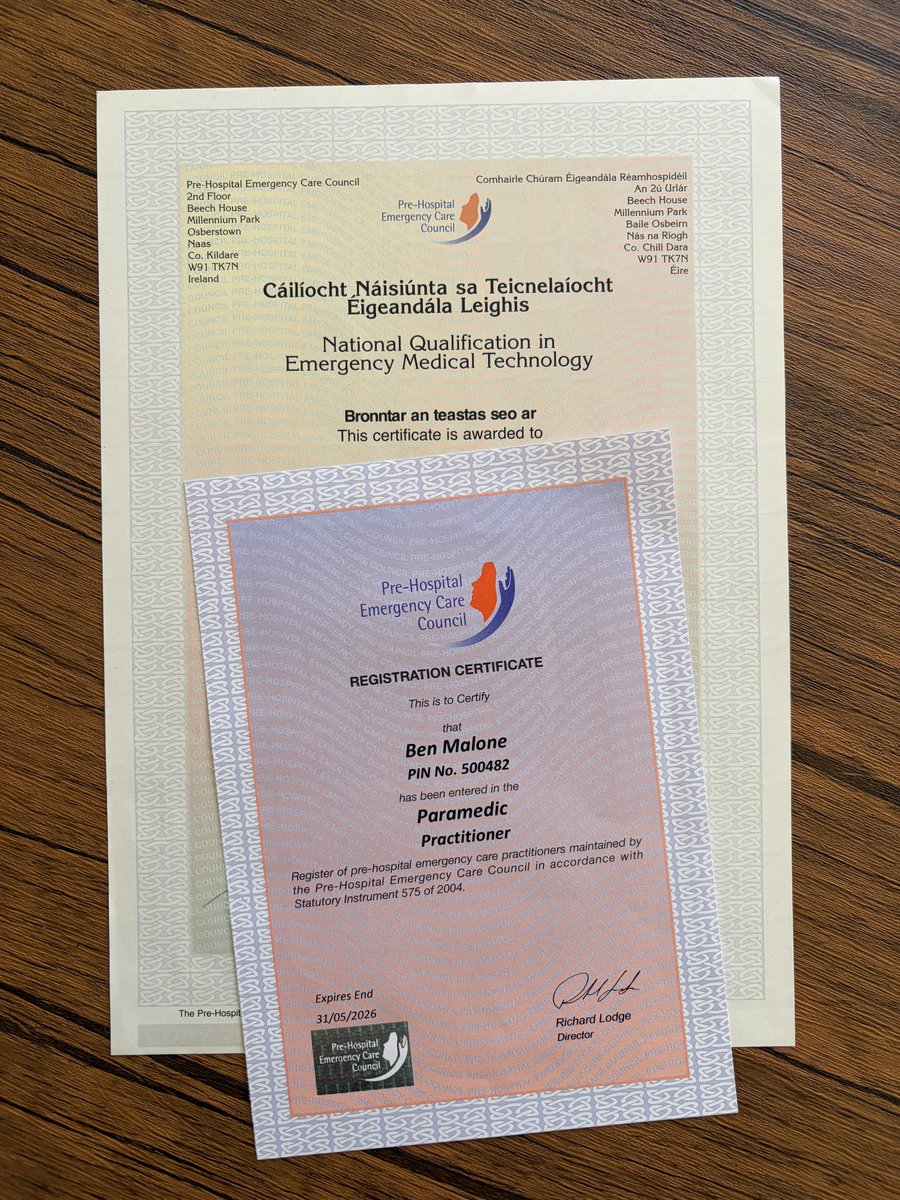 Pre-Hospital Emergency Care Council
2nd Floor
Beech House
Millennium Park
Osberstown
Naas
Co. Kildare
W91 TK7N
Ireland
Pre-Hospital
Emergency Care
Council
Comhairle Chúram Éigeandála Réamhospidéil
An 2ú Urlár
Beech House
Millennium Park
Baile Osbeirn
Nás na Ríogh
Co. Chill Dara
W91 TK7N
Éire
Cáilíocht Náisiúnta sa Teicnelaíocht
Éigeandála Leighis
National Qualification in
Emergency Medical Technology
Bronntar an teastas seo ar
This certificate is awarded to
Pre-Hospital
Emergency Care
Council
REGISTRATION CERTIFICATE
This is to Certify
that
Ben Malone
PIN No. 500482
has been entered in the
Paramedic
Practitioner
Register of pre-hospital emergency care practitioners maintained by
the Pre-Hospital Emergency Care Council in accordance with
Statutory Instrument 575 of 2004.
Expires End
31/05/2026
Pre-Hospital
Emergency Care
Council
Richard Lodge
Director
The Pre-Hospit